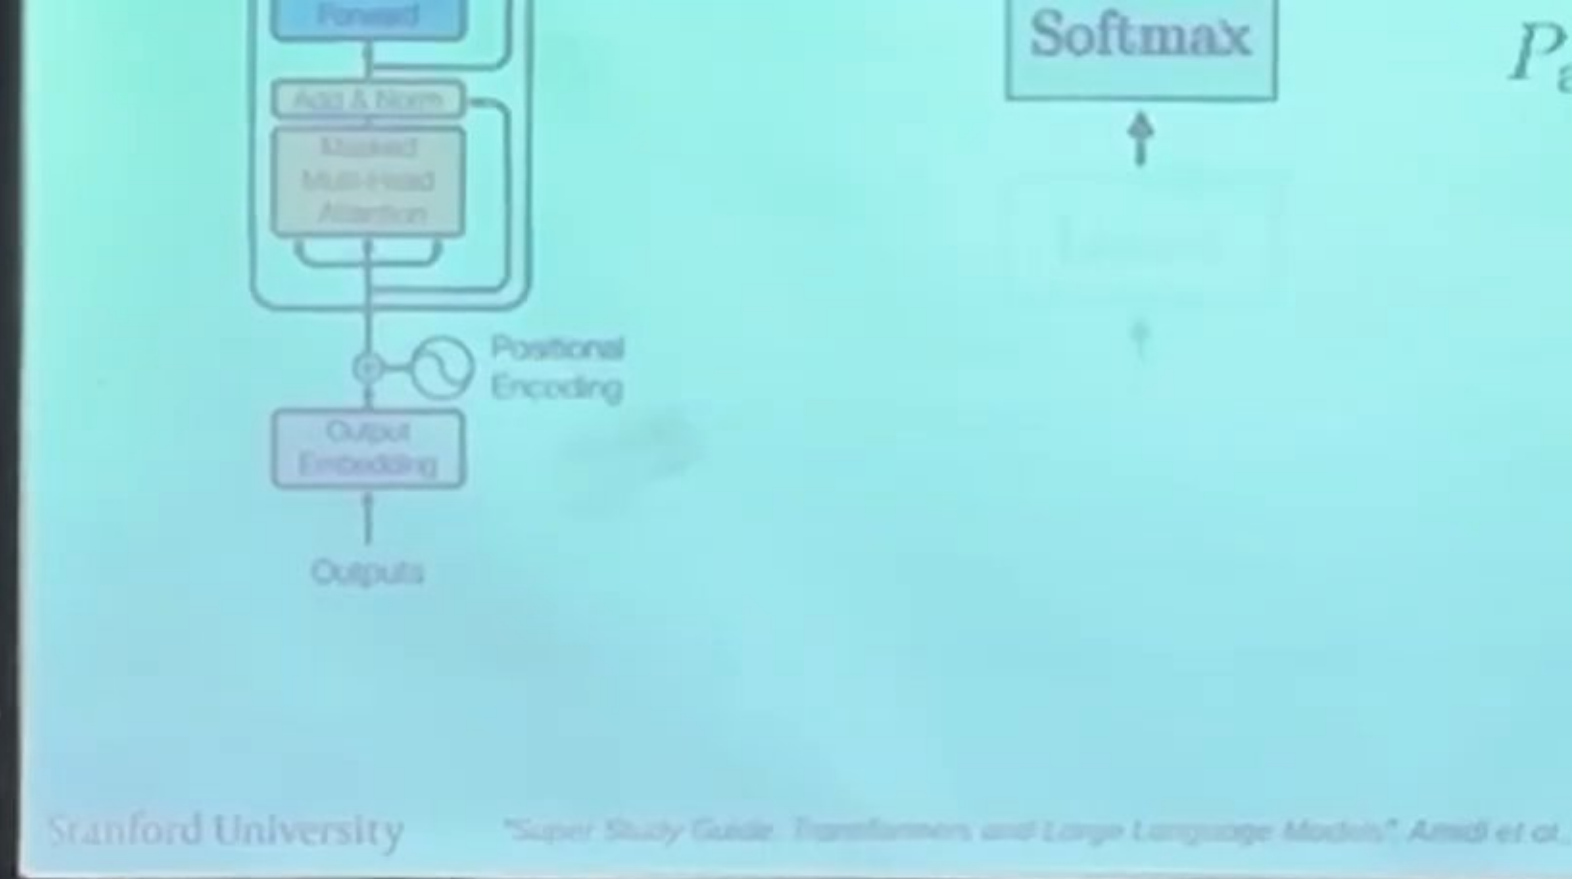 Forward
Add & Norm
Masked
Multi-Head
Attention
Positional
Encoding
Output
Embedding
Outputs
Softmax
P
Stanford University
"Super Study Guide: Transformers and Large Language Models", Amidi et al.